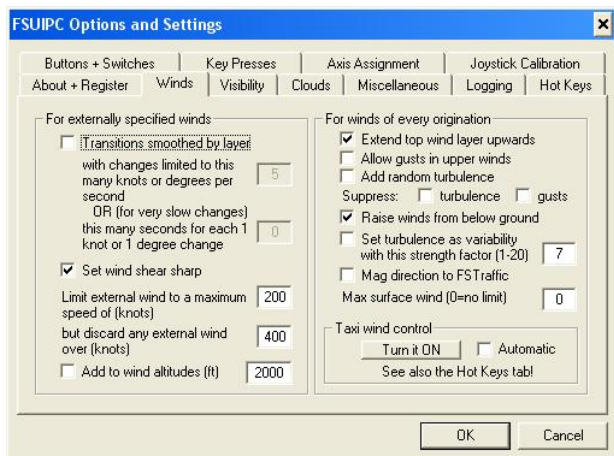 FSUIPC Options and Settings
Buttons + Switches
Key Presses
Axis Assignment
Joystick Calibration
About + Register
Winds
Visibility
Clouds
Miscellaneous
Logging
Hot Keys
For externally specified winds
Transitions smoothed by layer
with changes limited to this
many knots or degrees per
second
5
OR (for very slow changes)
this many seconds for each 1
knot or 1 degree change
0
Set wind shear sharp
Limit external wind to a maximum
speed of (knots)
200
but discard any external wind
over (knots)
400
Add to wind altitudes (ft)
2000
For winds of every origination
Extend top wind layer upwards
Allow gusts in upper winds
Add random turbulence
Suppress: turbulence gusts
Raise winds from below ground
Set turbulence as variability
with this strength factor (1-20)
7
Mag direction to FSTraffic
Max surface wind (0=no limit)
0
Taxi wind control
Turn it ON
Automatic
See also the Hot Keys tab!
OK
Cancel